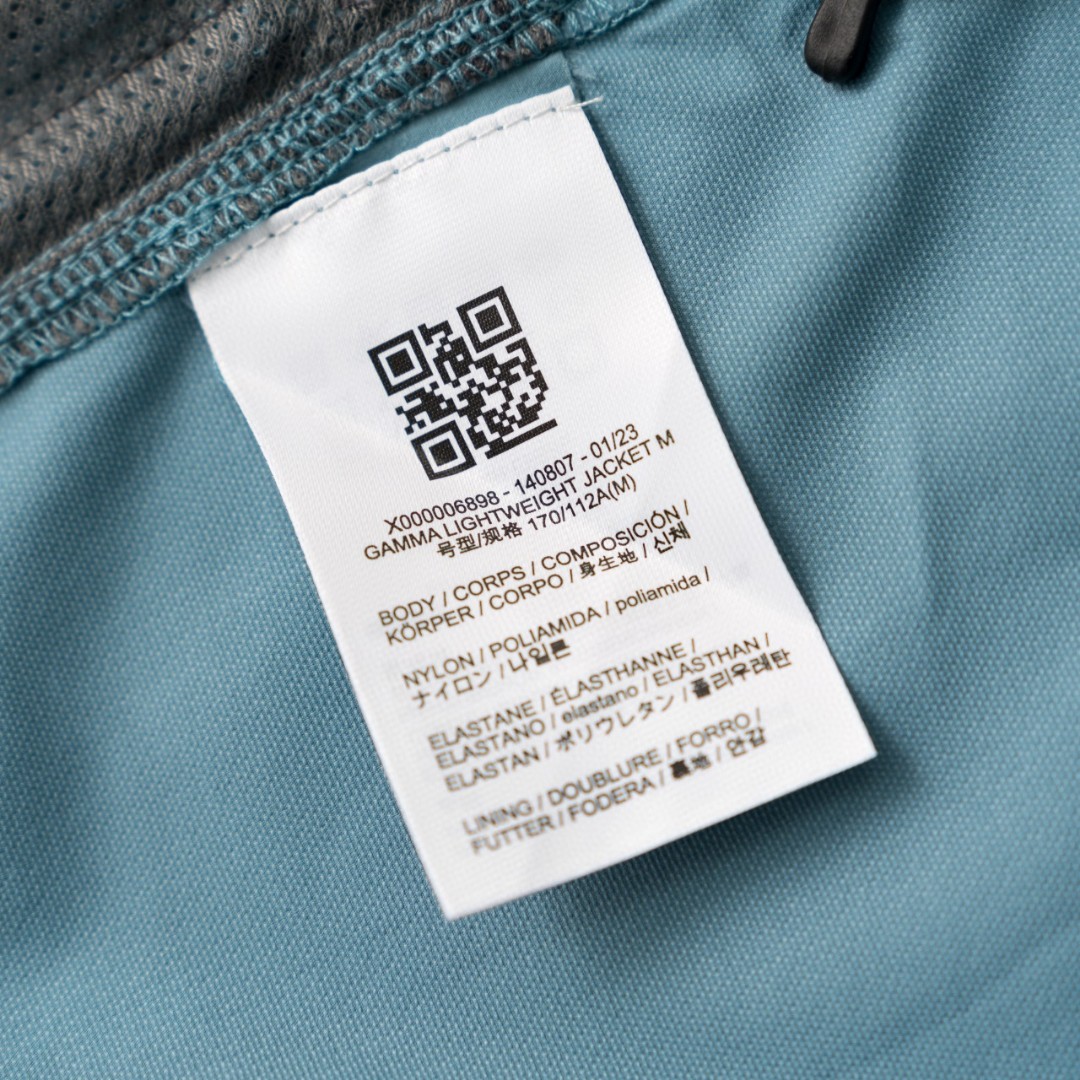 X000006898 - 140807 - 01/23
GAMMA LIGHTWEIGHT JACKET M
号型/规格 170/112A(M)
BODY / CORPS / COMPOSICIÓN /
KÖRPER / CORPO / 身生地 / 신체
NYLON / POLIAMIDA / poliamida /
ナイロン / 나일론
ELASTANE / ÉLASTHANNE /
ELASTANO / elastano / ELASTHAN /
ELASTAN / ポリウレタン / 폴리우레탄
LINING / DOUBLURE / FORRO /
FUTTER / FODERA / 裏地 / 안감